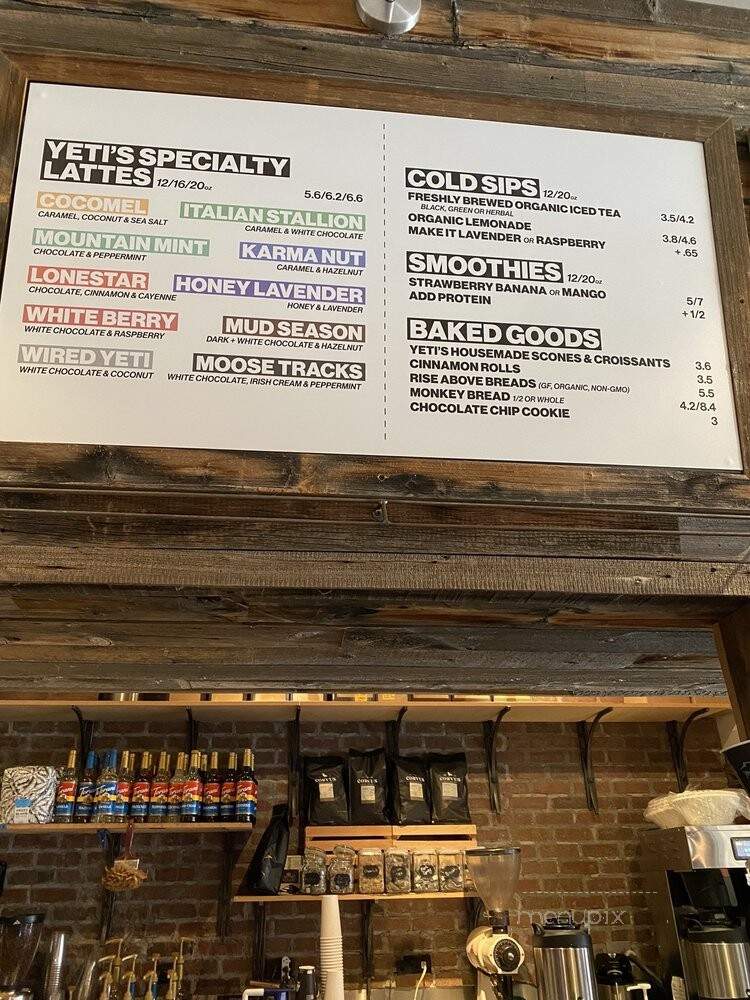 YETI'S SPECIALTY
LATTES 12/16/20oz
5.6/6.2/6.6
COCOMEL
CARAMEL, COCONUT & SEA SALT
ITALIAN STALLION
CARAMEL & WHITE CHOCOLATE
MOUNTAIN MINT
CHOCOLATE & PEPPERMINT
KARMA NUT
CARAMEL & HAZELNUT
LONESTAR
CHOCOLATE, CINNAMON & CAYENNE
HONEY LAVENDER
HONEY & LAVENDER
WHITE BERRY
WHITE CHOCOLATE & RASPBERRY
MUD SEASON
DARK + WHITE CHOCOLATE & HAZELNUT
WIRED YETI
WHITE CHOCOLATE & COCONUT
MOOSE TRACKS
WHITE CHOCOLATE, IRISH CREAM & PEPPERMINT
COLD SIPS 12/20oz
FRESHLY BREWED ORGANIC ICED TEA 3.5/4.2
BLACK, GREEN OR HERBAL
ORGANIC LEMONADE 3.8/4.6
MAKE IT LAVENDER OR RASPBERRY +.65
SMOOTHIES 12/20oz
STRAWBERRY BANANA OR MANGO 5/7
ADD PROTEIN +1/2
BAKED GOODS
YETI'S HOUSEMADE SCONES & CROISSANTS 3.6
CINNAMON ROLLS 3.5
RISE ABOVE BREADS (GF, ORGANIC, NON-GMO) 5.5
MONKEY BREAD 1/2 OR WHOLE 4.2/8.4
CHOCOLATE CHIP COOKIE 3
CORVUS
CORVUS
CORVUS
CORVUS
Torani
menupix